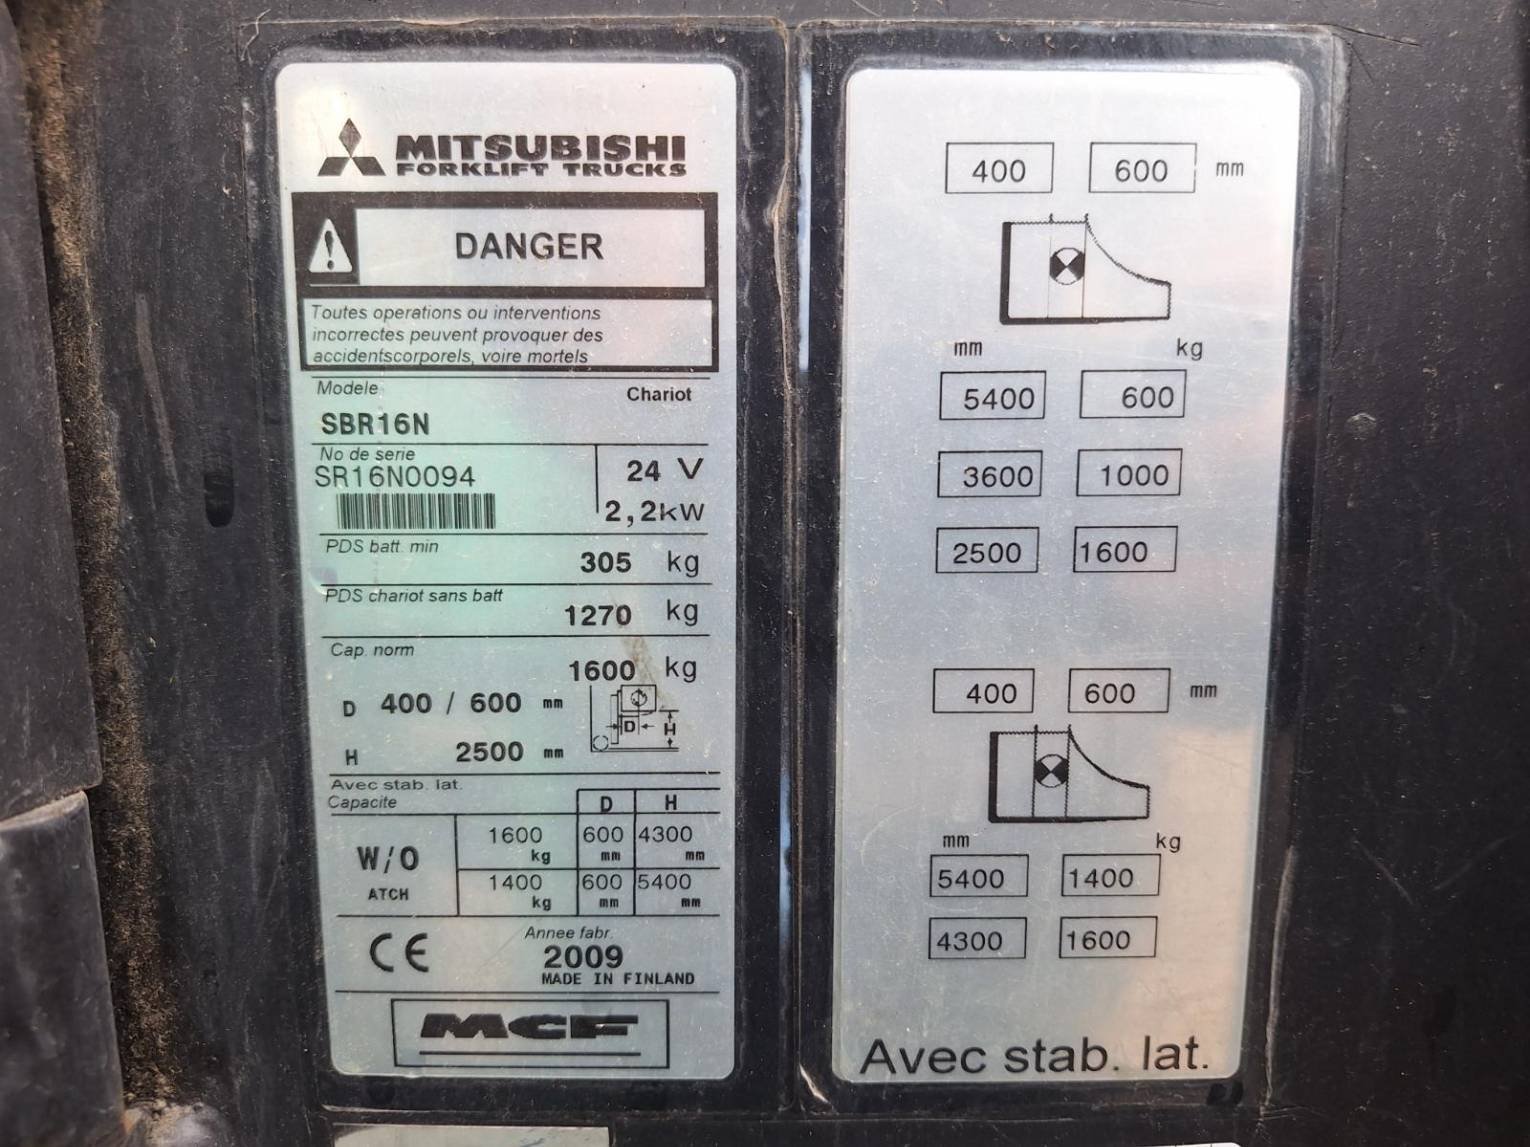 MITSUBISHI
FORKLIFT TRUCKS
DANGER
Toutes operations ou interventions
incorrectes peuvent provoquer des
accidentscorporels, voire mortels
Modele Chariot
SBR16N
No de serie
SR16N0094
24 V
2,2kW
PDS batt. min
305 kg
PDS chariot sans batt
1270 kg
Cap. norm
1600 kg
D 400 / 600 mm
D H
H 2500 mm
Avec stab. lat.
Capacite D H
W/O
ATCH
1600 kg 600 mm 4300 mm
1400 kg 600 mm 5400 mm
CE
Annee fabr.
2009
MADE IN FINLAND
MCF
400 600 mm
mm kg
5400 600
3600 1000
2500 1600
400 600 mm
mm kg
5400 1400
4300 1600
Avec stab. lat.